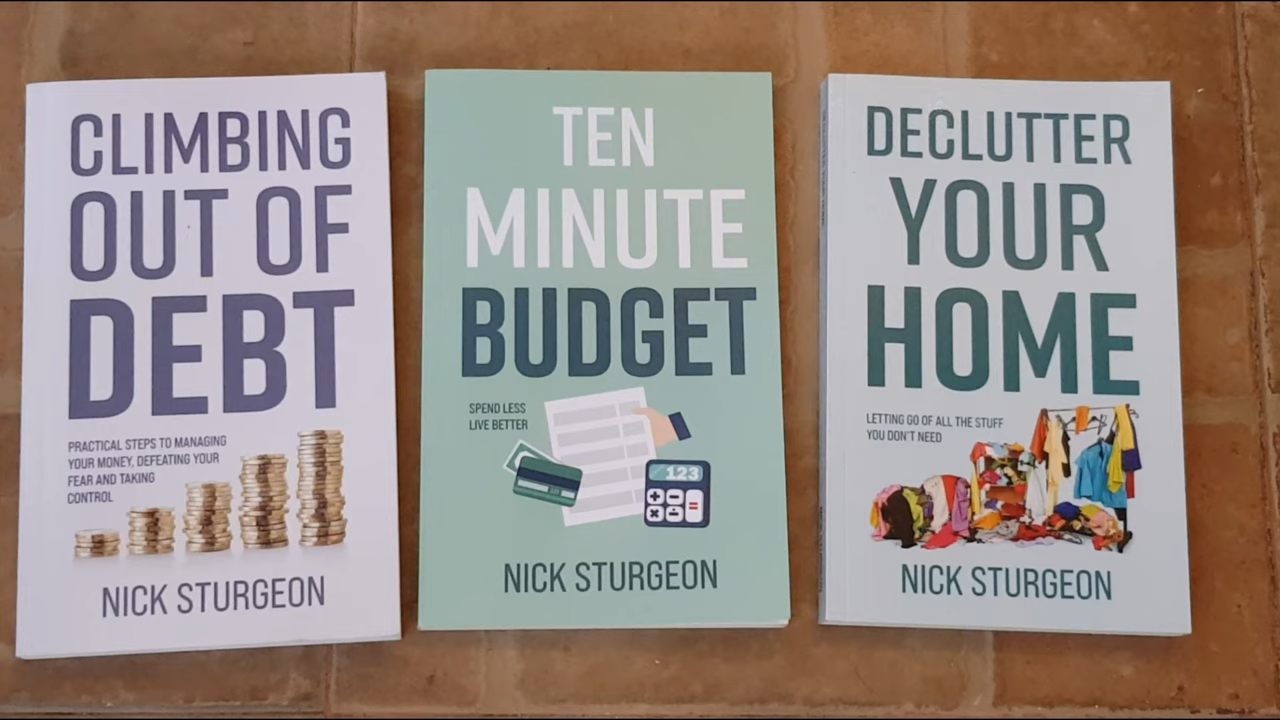 CLIMBING
OUT OF
DEBT
PRACTICAL STEPS TO MANAGING
YOUR MONEY, DEFEATING YOUR
FEAR AND TAKING
CONTROL
NICK STURGEON
TEN
MINUTE
BUDGET
SPEND LESS
LIVE BETTER
123
NICK STURGEON
DECLUTTER
YOUR
HOME
LETTING GO OF ALL THE STUFF
YOU DON'T NEED
NICK STURGEON